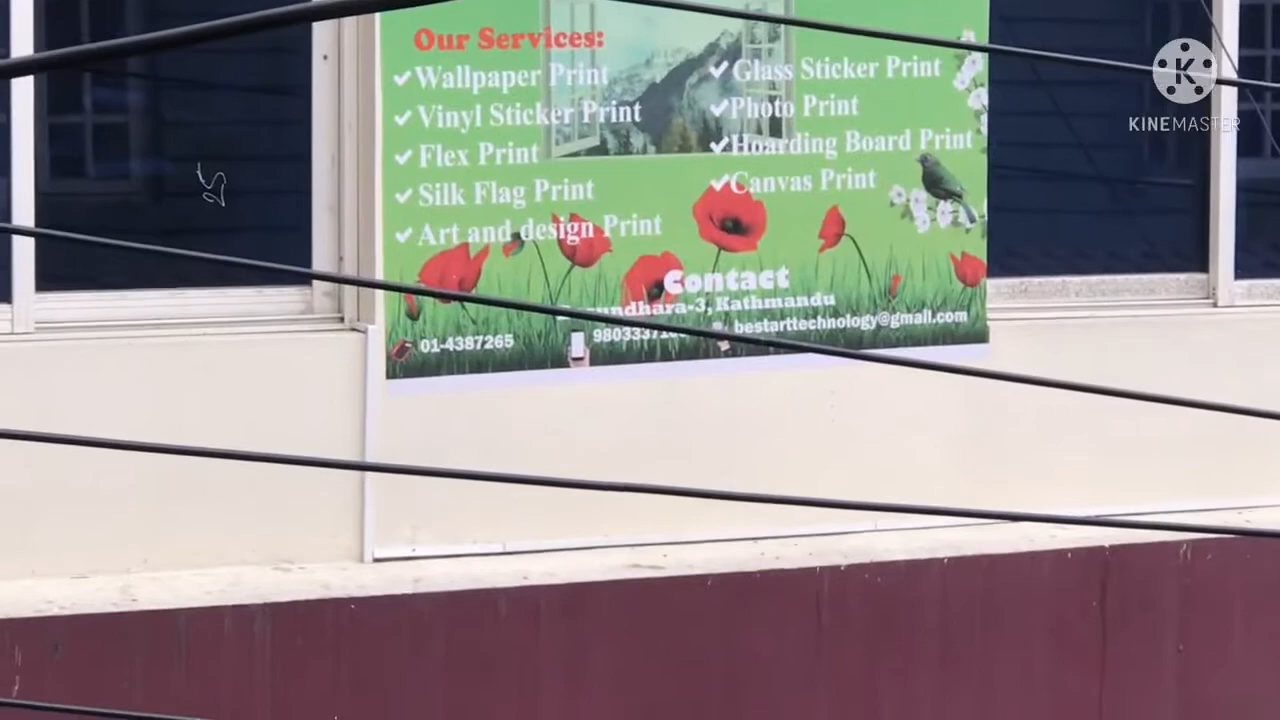 Our Services:
Wallpaper Print
Vinyl Sticker Print
Flex Print
Silk Flag Print
Art and design Print
Glass Sticker Print
Photo Print
Hoarding Board Print
Canvas Print
Contact
Kathmandu
01-4387265
bestarttechnology@gmail.com
25
KINEMASTER